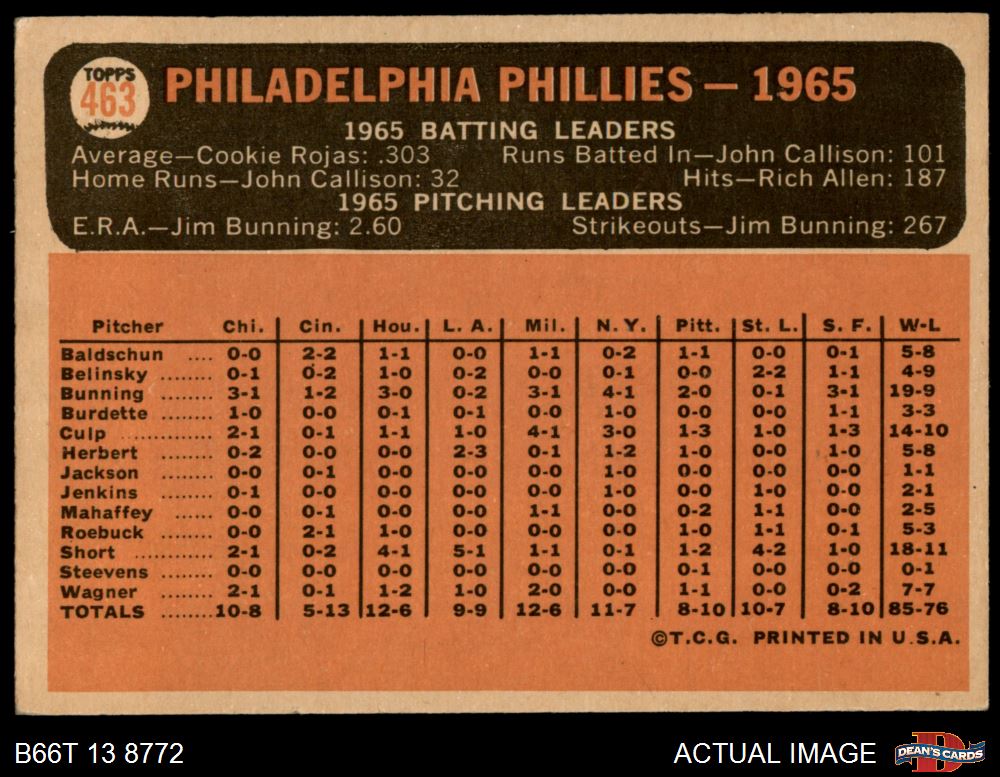 TOPPS
463
PHILADELPHIA PHILLIES — 1965
1965 BATTING LEADERS
Average—Cookie Rojas: .303 Runs Batted In—John Callison: 101
Home Runs—John Callison: 32 Hits—Rich Allen: 187
1965 PITCHING LEADERS
E.R.A.—Jim Bunning: 2.60 Strikeouts—Jim Bunning: 267
Pitcher Chi. Cin. Hou. L. A. Mil. N. Y. Pitt. St. L. S. F. W-L
Baldschun .... 0-0 2-2 1-1 0-0 1-1 0-2 1-1 0-0 0-1 5-8
Belinsky ........ 0-1 0-2 1-0 0-2 0-0 0-1 0-0 2-2 1-1 4-9
Bunning ........ 3-1 1-2 3-0 0-2 3-1 4-1 2-0 0-1 3-1 19-9
Burdette ........ 1-0 0-0 0-1 0-1 0-0 1-0 0-0 0-0 1-1 3-3
Culp ............ 2-1 0-1 1-1 1-0 4-1 3-0 1-3 1-0 1-3 14-10
Herbert ........ 0-2 0-0 0-0 2-3 0-1 1-2 1-0 0-0 1-0 5-8
Jackson ........ 0-0 0-1 0-0 0-0 0-0 1-0 0-0 0-0 0-0 1-1
Jenkins ........ 0-1 0-0 0-0 0-0 0-0 1-0 0-0 1-0 0-0 2-1
Mahaffey ...... 0-0 0-1 0-0 0-0 1-1 0-0 0-2 1-1 0-0 2-5
Roebuck ........ 0-0 2-1 1-0 0-0 0-0 0-0 1-0 1-1 0-1 5-3
Short ............ 2-1 0-2 4-1 5-1 1-1 0-1 1-2 4-2 1-0 18-11
Steevens ........ 0-0 0-0 0-0 0-0 0-0 0-0 0-1 0-0 0-0 0-1
Wagner ........ 2-1 0-1 1-2 1-0 2-0 0-0 1-1 0-0 0-2 7-7
TOTALS ........ 10-8 5-13 12-6 9-9 12-6 11-7 8-10 10-7 8-10 85-76
©T.C.G. PRINTED IN U.S.A.
B66T 13 8772 ACTUAL IMAGE DEAN'S CARDS